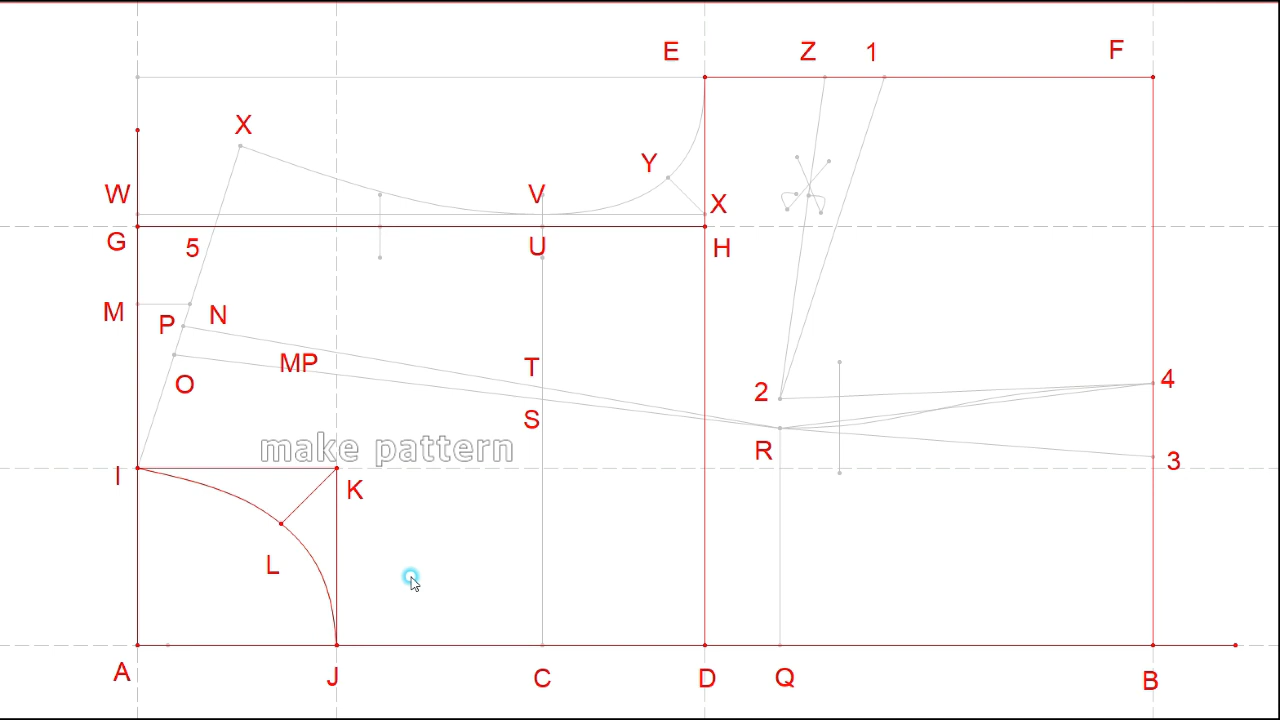 E Z 1 F
X
Y
W V X
G 5 U H
M P N
MP T
O 2 4
S
make pattern R 3
I K
L
A J C D Q B